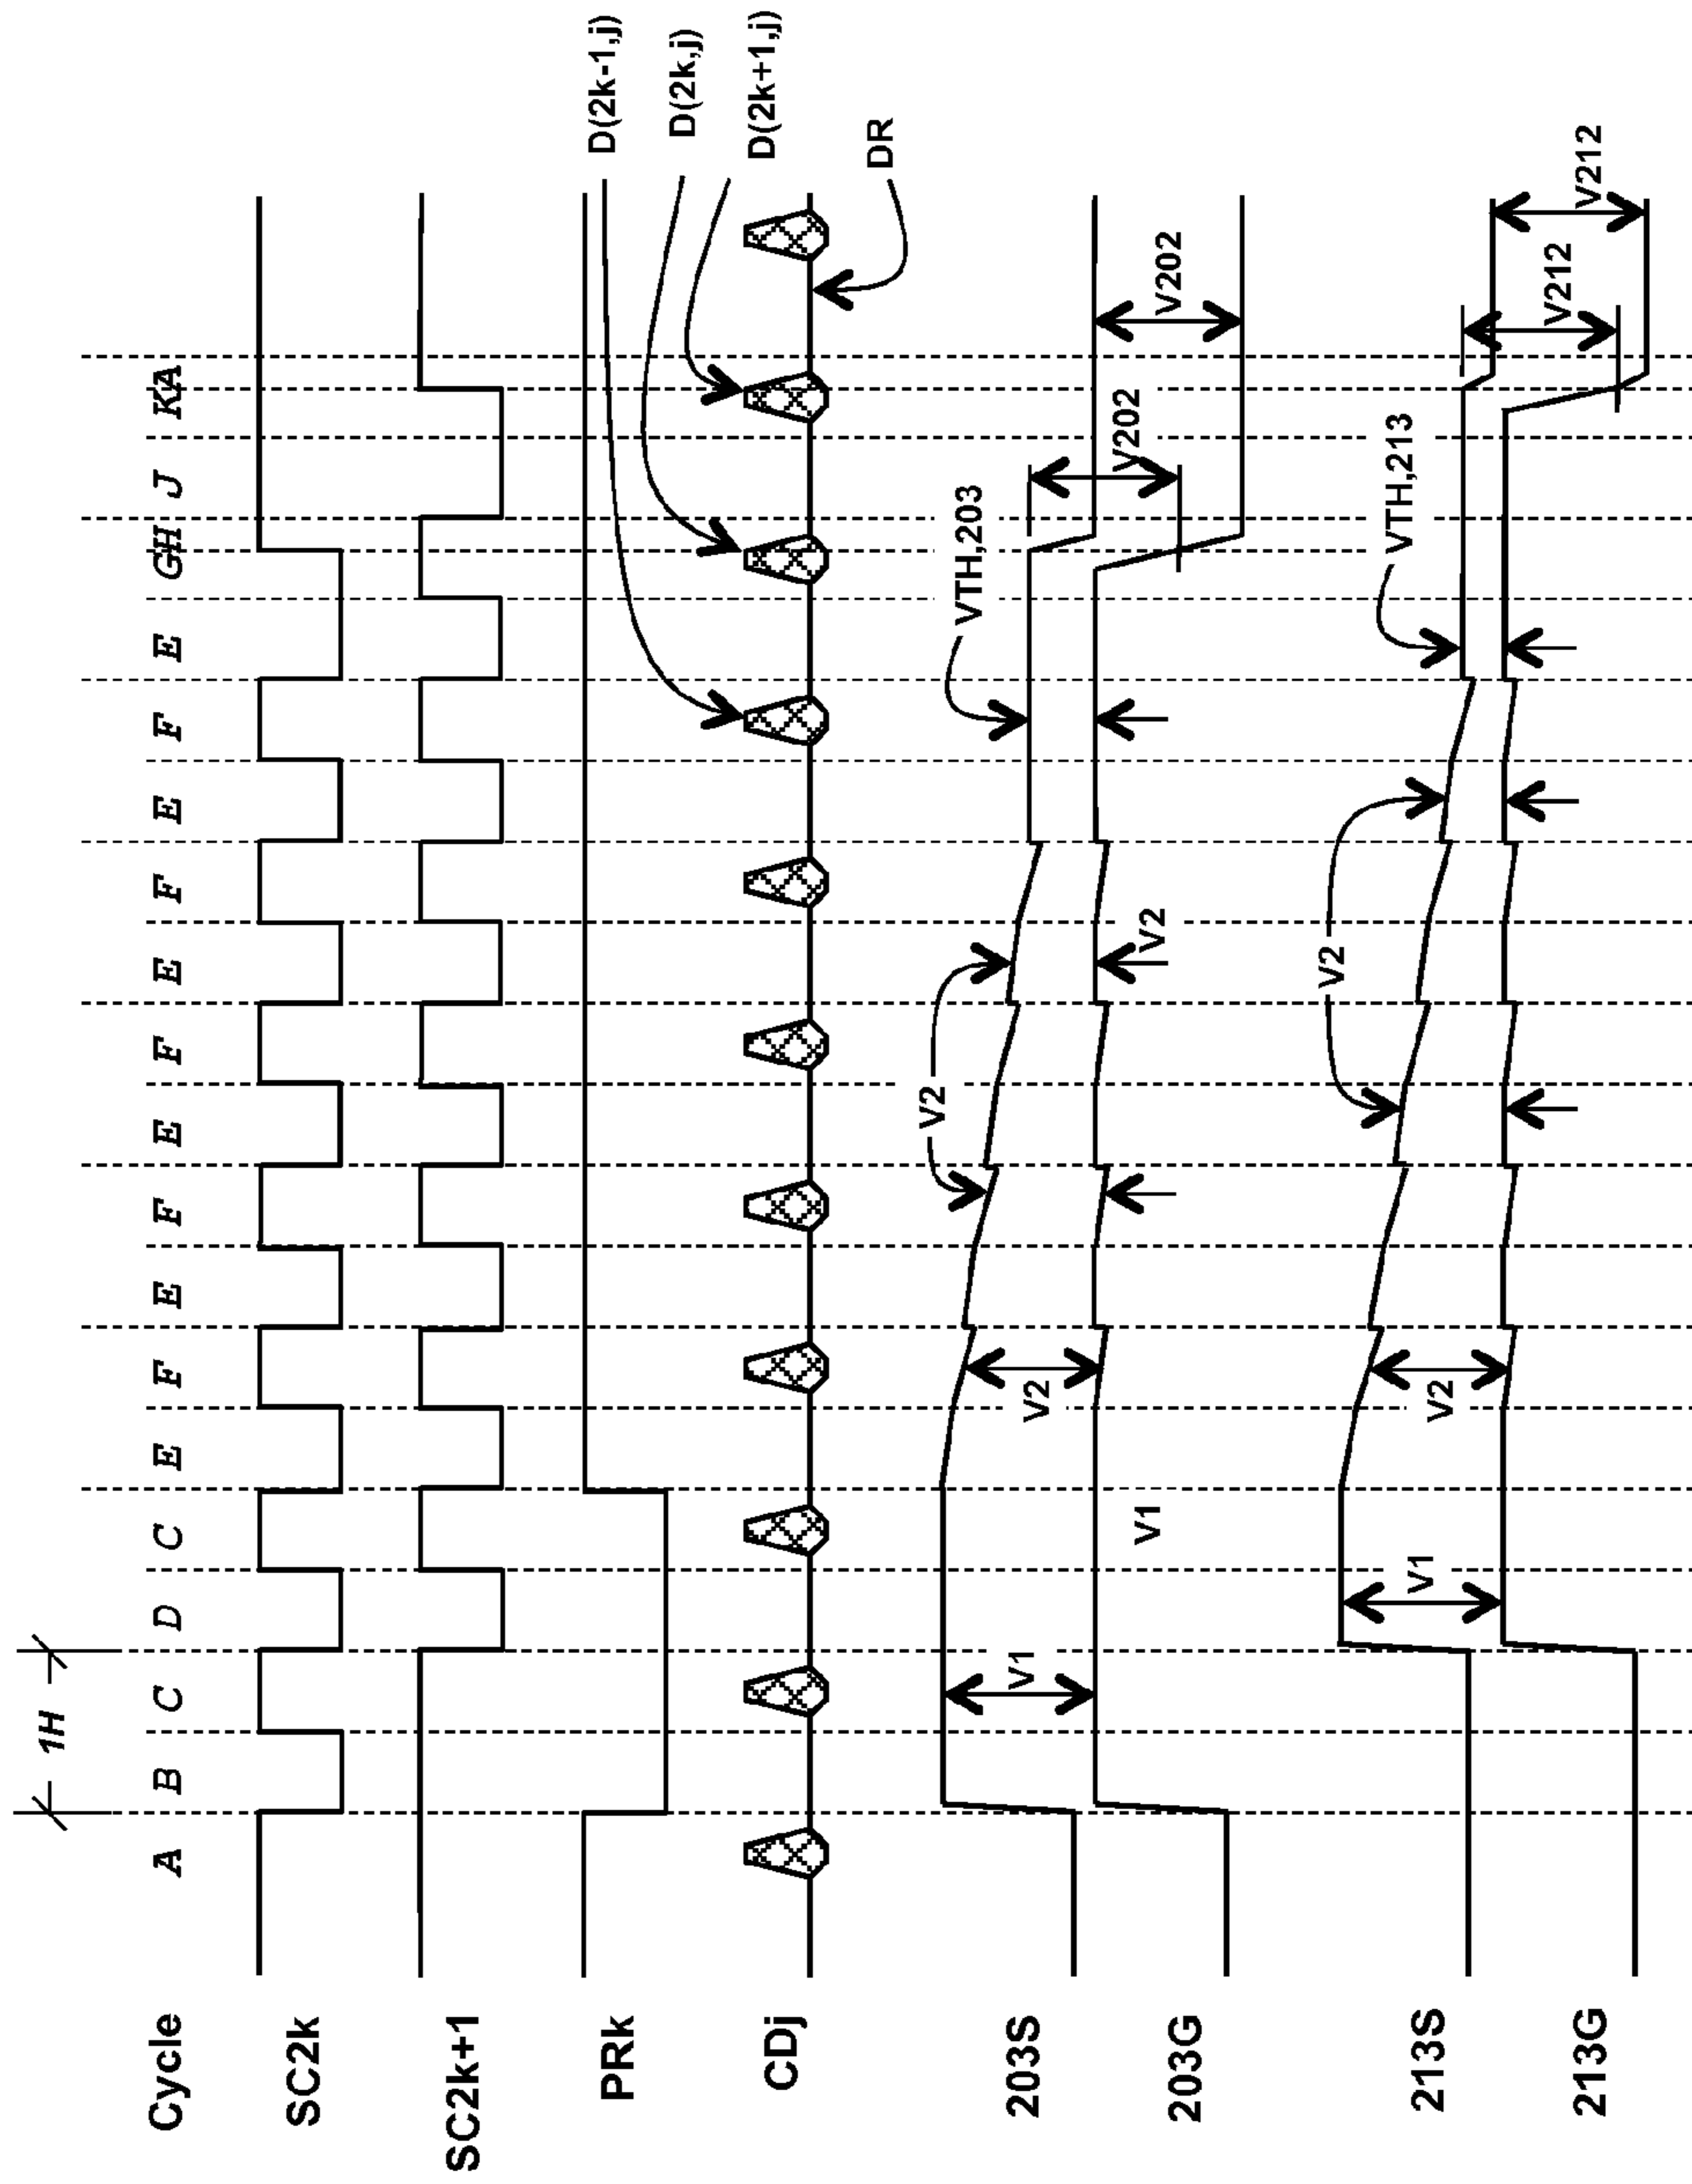 1H
Cycle A B C D C E F E F E F E F E F E F E GH J KA
SC2k
SC2k+1
PRk
D(2k-1,j)
D(2k,j)
D(2k+1,j)
CDj
DR
V2
VTH,203
V202
V202
203S
V1
V2
V2
203G
V1
V2
VTH,213
V212
V212
213S
V1
V2
213G